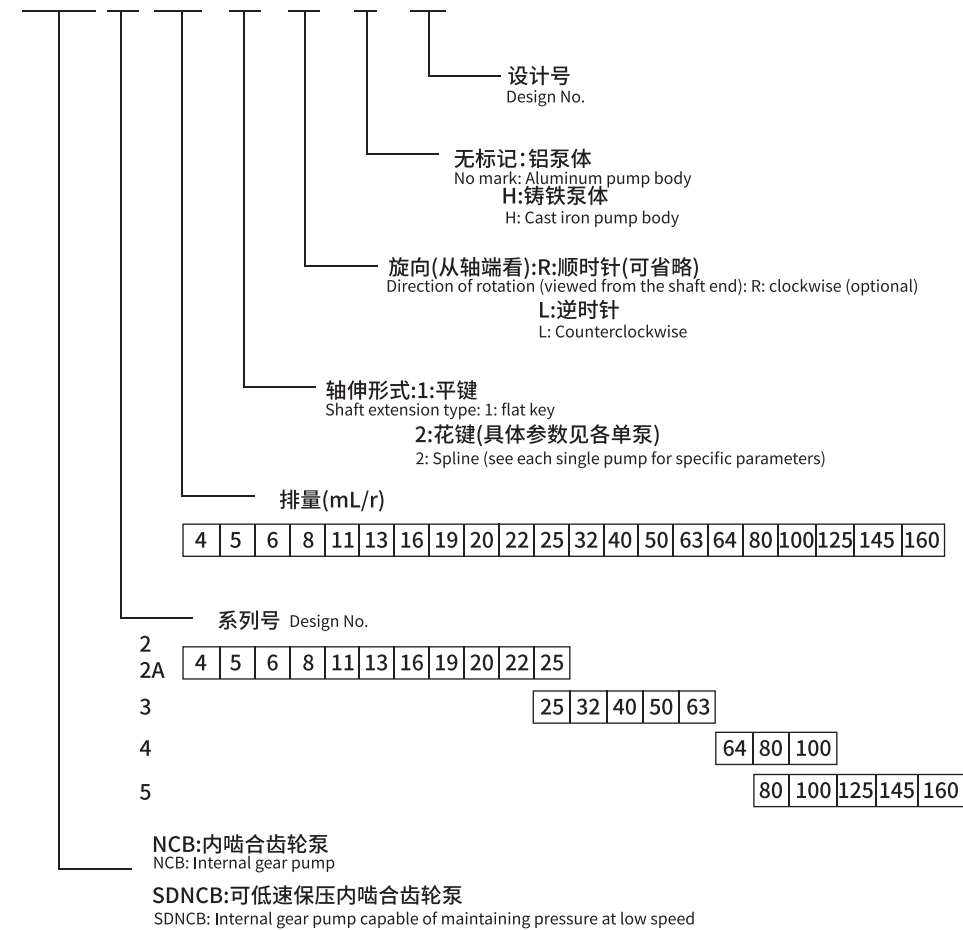 设计号
Design No.
无标记：铝泵体
No mark: Aluminum pump body
H:铸铁泵体
H: Cast iron pump body
旋向(从轴端看):R:顺时针(可省略)
Direction of rotation (viewed from the shaft end): R: clockwise (optional)
L:逆时针
L: Counterclockwise
轴伸形式:1:平键
Shaft extension type: 1: flat key
2:花键(具体参数见各单泵)
2: Spline (see each single pump for specific parameters)
排量(mL/r)
4 5 6 8 11 13 16 19 20 22 25 32 40 50 63 64 80 100 125 145 160
系列号 Design No.
2
2A 4 5 6 8 11 13 16 19 20 22 25
3 25 32 40 50 63
4 64 80 100
5 80 100 125 145 160
NCB:内啮合齿轮泵
NCB: Internal gear pump
SDNCB:可低速保压内啮合齿轮泵
SDNCB: Internal gear pump capable of maintaining pressure at low speed